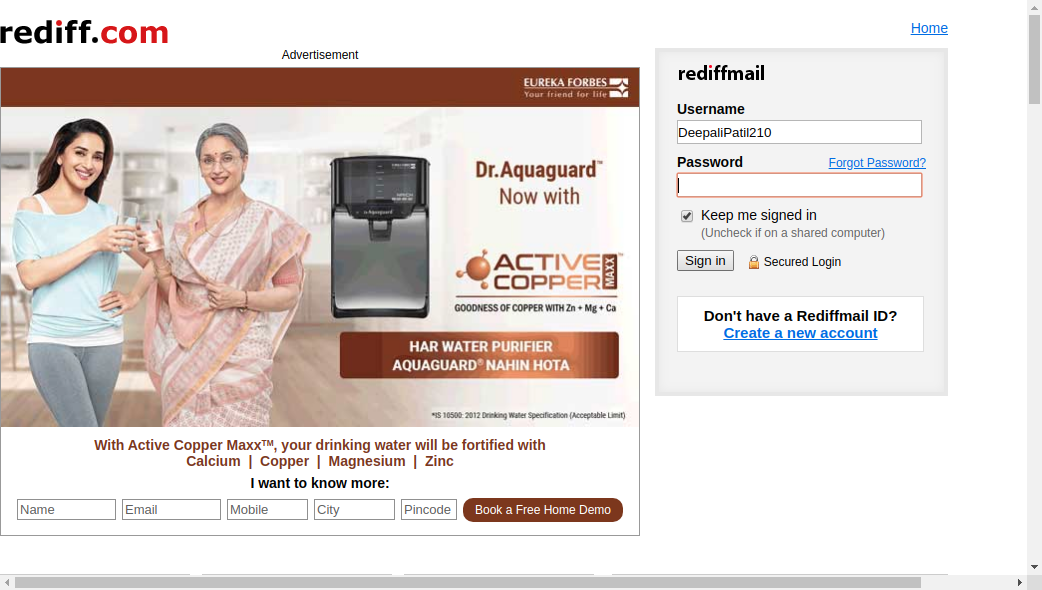 rediff.com
Home
Advertisement
EUREKA FORBES
Your friend for life
Dr.Aquaguard™
Now with
ACTIVE
COPPER MAXX™
GOODNESS OF COPPER WITH Zn + Mg + Ca
HAR WATER PURIFIER
AQUAGUARD® NAHIN HOTA
*IS 10500: 2012 Drinking Water Specification (Acceptable Limit)
With Active Copper Maxx™, your drinking water will be fortified with
Calcium | Copper | Magnesium | Zinc
I want to know more:
Name Email Mobile City Pincode Book a Free Home Demo
rediffmail
Username
DeepaliPatil210
Password Forgot Password?
Keep me signed in
(Uncheck if on a shared computer)
Sign in Secured Login
Don't have a Rediffmail ID?
Create a new account